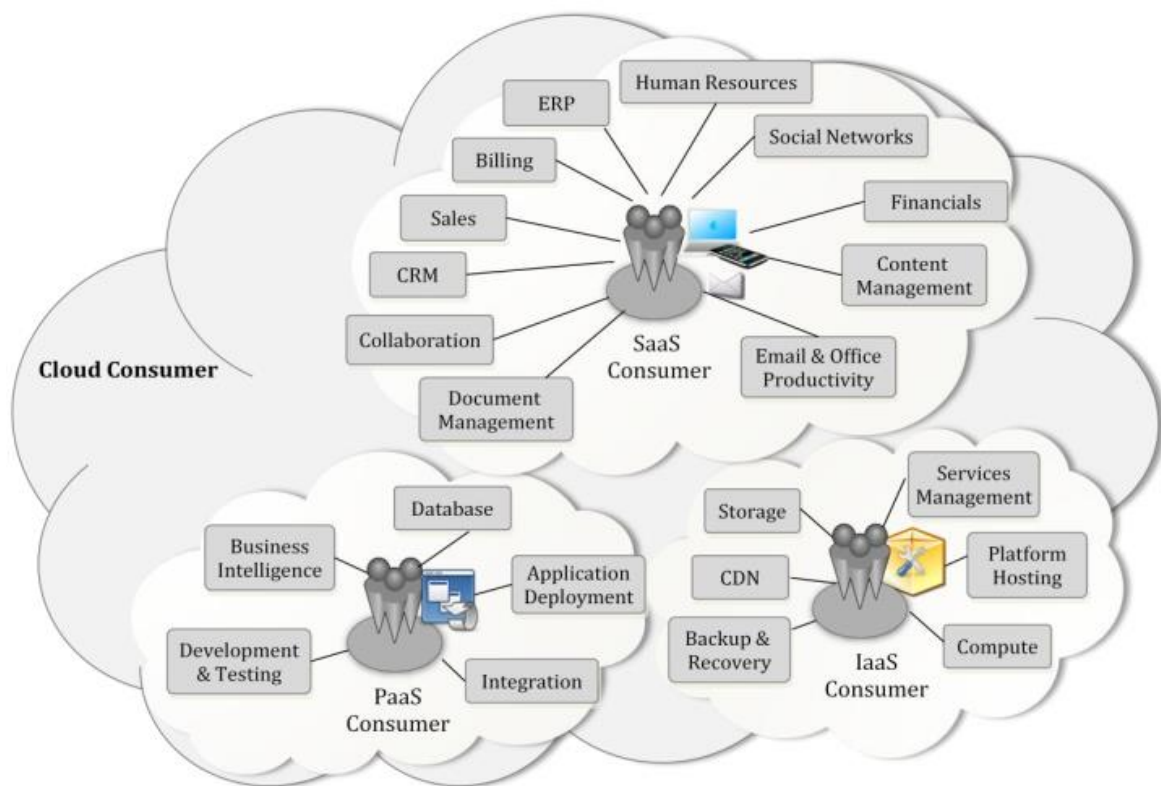 Human Resources
ERP
Social Networks
Billing
Financials
Sales
Content
Management
CRM
Collaboration
SaaS
Consumer
Email & Office
Productivity
Cloud Consumer
Document
Management
Services
Management
Database
Storage
Business
Intelligence
Application
Deployment
CDN
Platform
Hosting
Development
& Testing
Integration
Backup &
Recovery
Compute
PaaS
Consumer
IaaS
Consumer